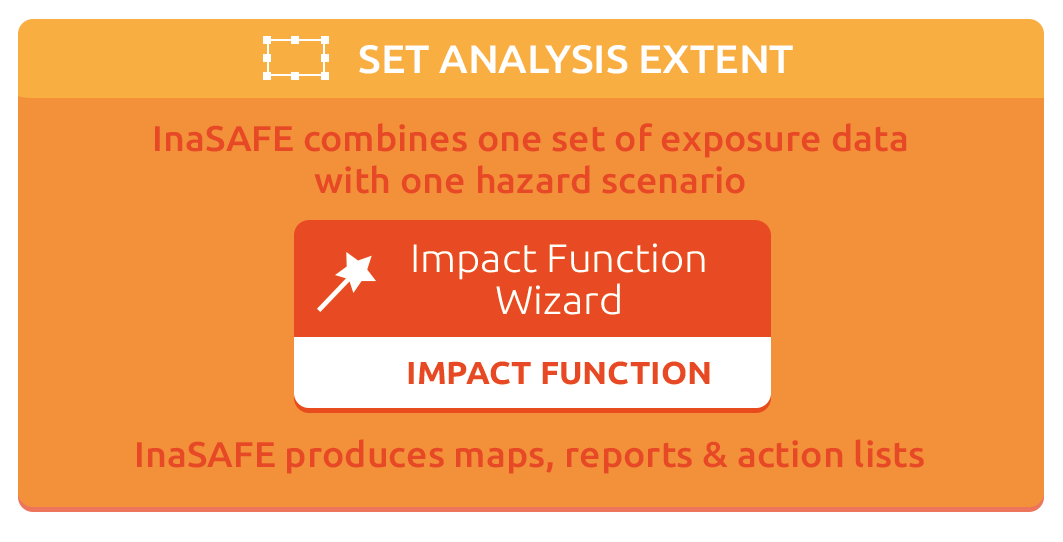 SET ANALYSIS EXTENT
InaSAFE combines one set of exposure data
with one hazard scenario
Impact Function
Wizard
IMPACT FUNCTION
InaSAFE produces maps, reports & action lists